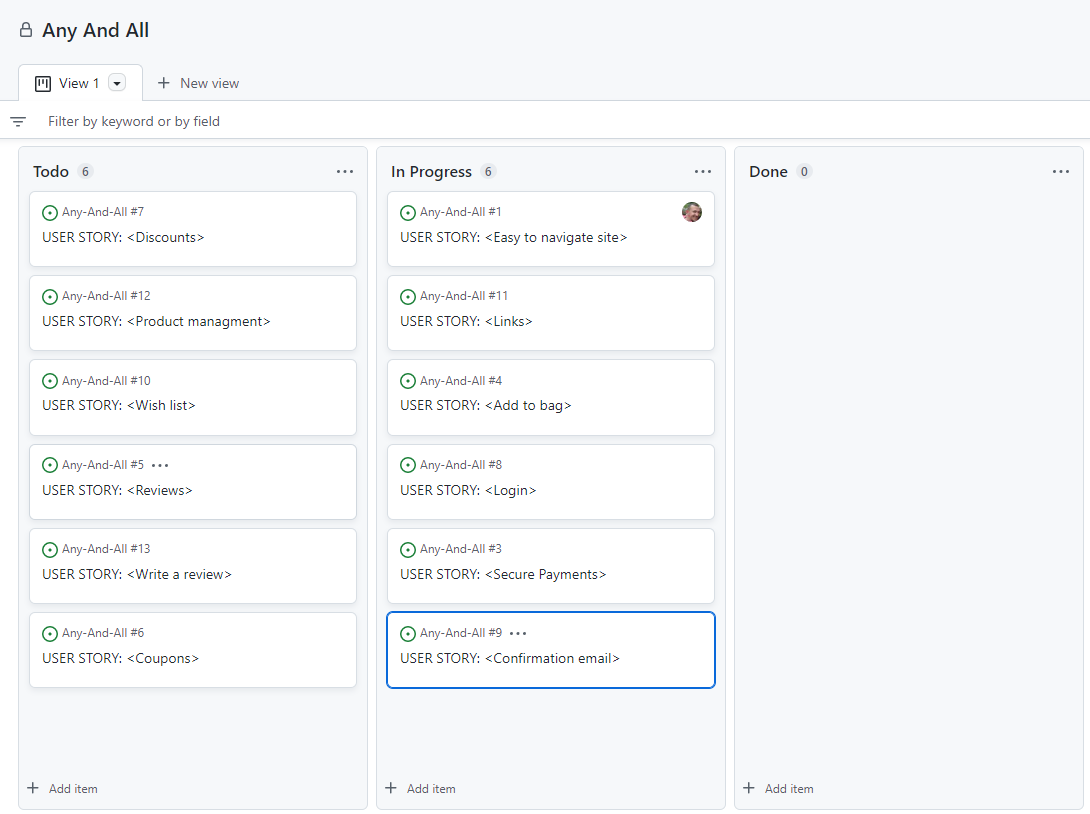 Any And All
View 1
New view
Filter by keyword or by field
Todo 6
Any-And-All #7
USER STORY: <Discounts>
Any-And-All #12
USER STORY: <Product managment>
Any-And-All #10
USER STORY: <Wish list>
Any-And-All #5
USER STORY: <Reviews>
Any-And-All #13
USER STORY: <Write a review>
Any-And-All #6
USER STORY: <Coupons>
Add item
In Progress 6
Any-And-All #1
USER STORY: <Easy to navigate site>
Any-And-All #11
USER STORY: <Links>
Any-And-All #4
USER STORY: <Add to bag>
Any-And-All #8
USER STORY: <Login>
Any-And-All #3
USER STORY: <Secure Payments>
Any-And-All #9
USER STORY: <Confirmation email>
Add item
Done 0
Add item